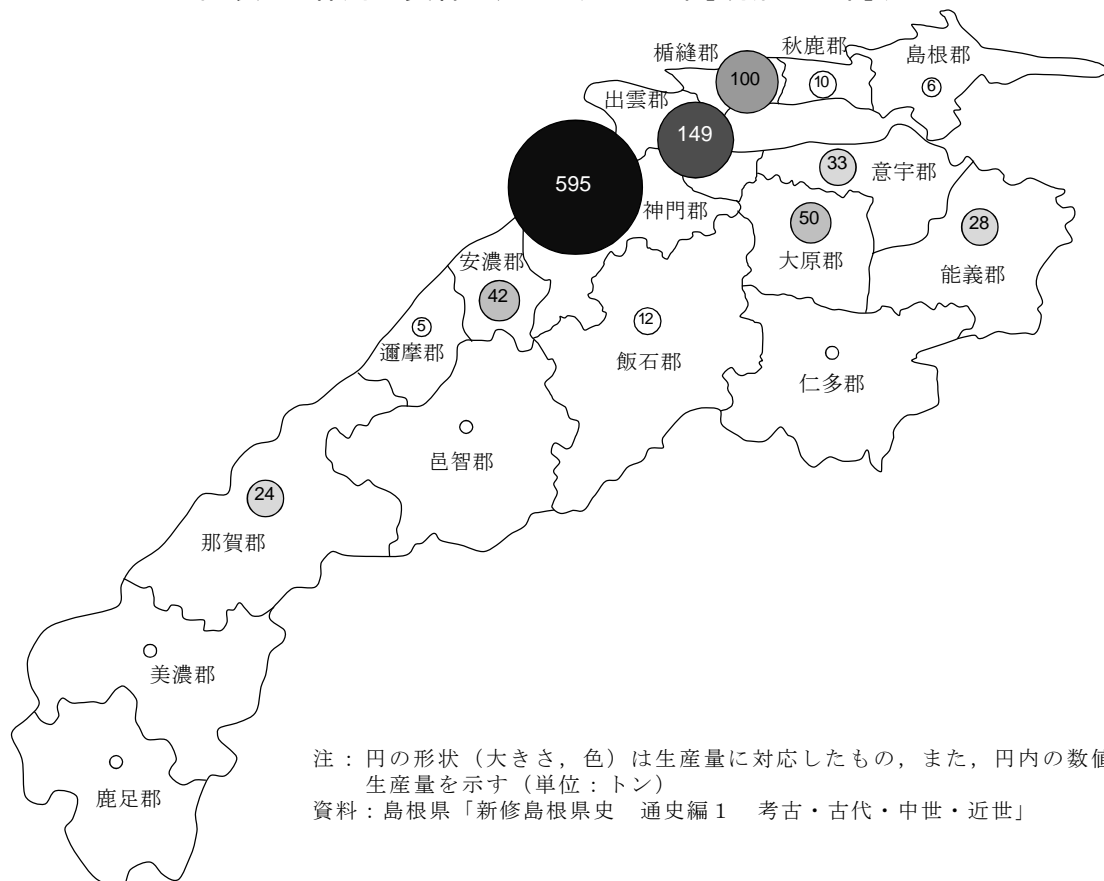 楯縫郡
秋鹿郡
島根郡
100
10
6
出雲郡
149
595
33
意宇郡
神門郡
50
28
大原郡
能義郡
安濃郡
42
5
12
邇摩郡
飯石郡
仁多郡
邑智郡
24
那賀郡
美濃郡
鹿足郡
注：円の形状（大きさ，色）は生産量に対応したもの，また，円内の数値
生産量を示す（単位：トン）
資料：島根県「新修島根県史　通史編1　考古・古代・中世・近世」